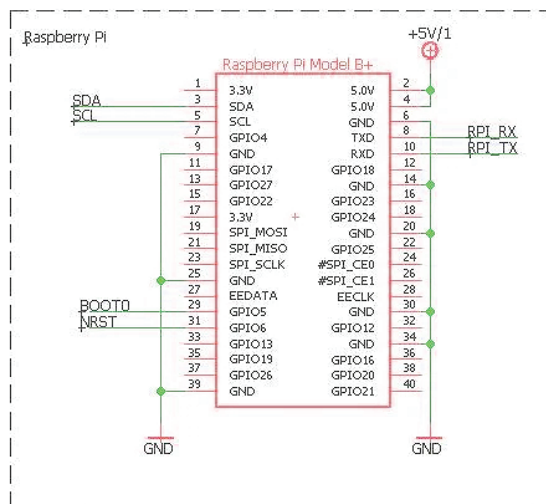 Raspberry Pi
+5V/1
Raspberry Pi Model B+
1 3.3V 5.0V 2
SDA 3 SDA 5.0V 4
SCL 5 SCL GND 6
7 GPIO4 TXD 8 RPI_RX
9 GND RXD 10 RPI_TX
11 GPIO17 GPIO18 12
13 GPIO27 GND 14
15 GPIO22 GPIO23 16
17 3.3V GPIO24 18
19 SPI_MOSI GND 20
21 SPI_MISO GPIO25 22
23 SPI_SCLK #SPI_CE0 24
25 GND #SPI_CE1 26
27 EEDATA EECLK 28
BOOT0 29 GPIO5 GND 30
NRST 31 GPIO6 GPIO12 32
33 GPIO13 GND 34
35 GPIO19 GPIO16 36
37 GPIO26 GPIO20 38
39 GND GPIO21 40
GND GND